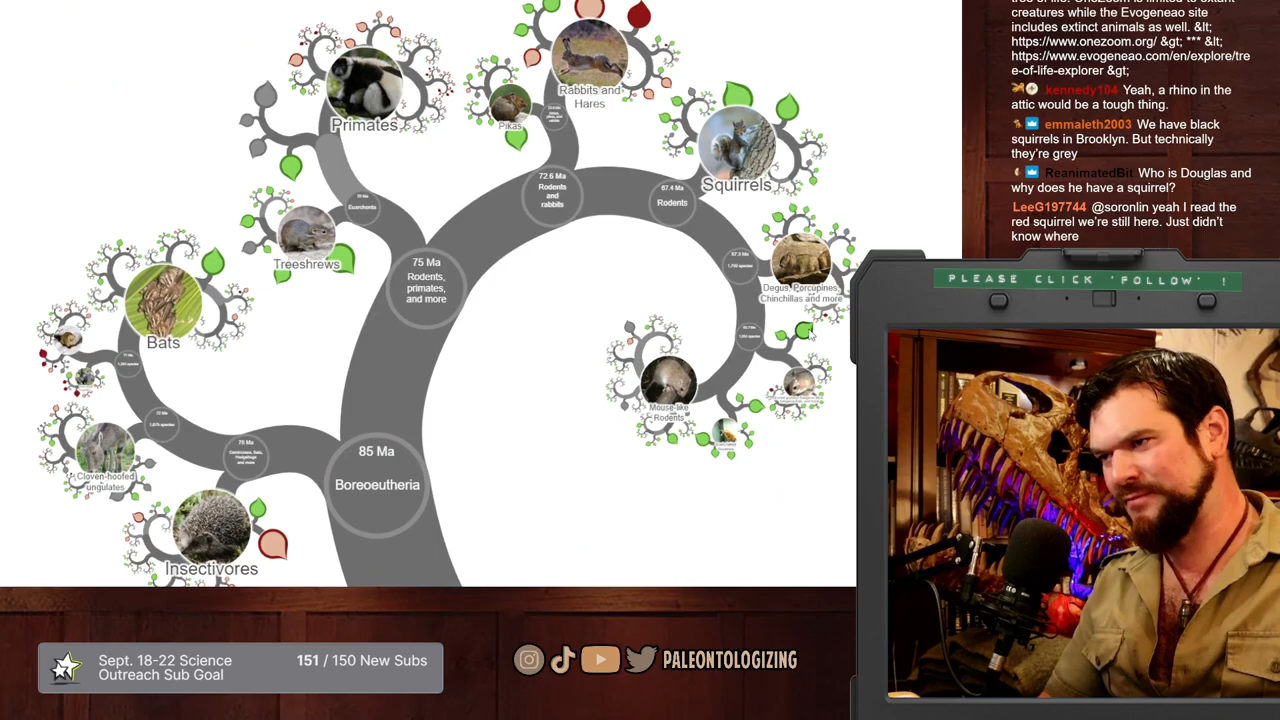 tree of life. OneZoom is limited to extant
creatures while the Evogeneao site
includes extinct animals as well. &lt;
https://www.onezoom.org/ &gt; *** &lt;
https://www.evogeneao.com/en/explore/tre
e-of-life-explorer &gt;
kennedy104 Yeah, a rhino in the
attic would be a tough thing.
emmaleth2003 We have black
squirrels in Brooklyn. But technically
they're grey
ReanimatedBit Who is Douglas and
why does he have a squirrel?
LeeG197744 @soronlin yeah I read the
red squirrel we're still here. Just didn't
know where
PLEASE CLICK 'FOLLOW' !
Primates
Rabbits and
Hares
Pikas
Squirrels
72.6 Ma
Rodents
and
rabbits
67.4 Ma
Rodents
Euarchonta
Treeshrews
75 Ma
Rodents,
primates,
and more
Degus, Porcupines,
Chinchillas and more
Bats
Mouse-like
Rodents
Cloven-hoofed
ungulates
75 Ma
Carnivores, Bats,
Hedgehogs
and more
85 Ma
Boreoeutheria
Insectivores
Sept. 18-22 Science
Outreach Sub Goal
151 / 150 New Subs
PALEONTOLOGIZING